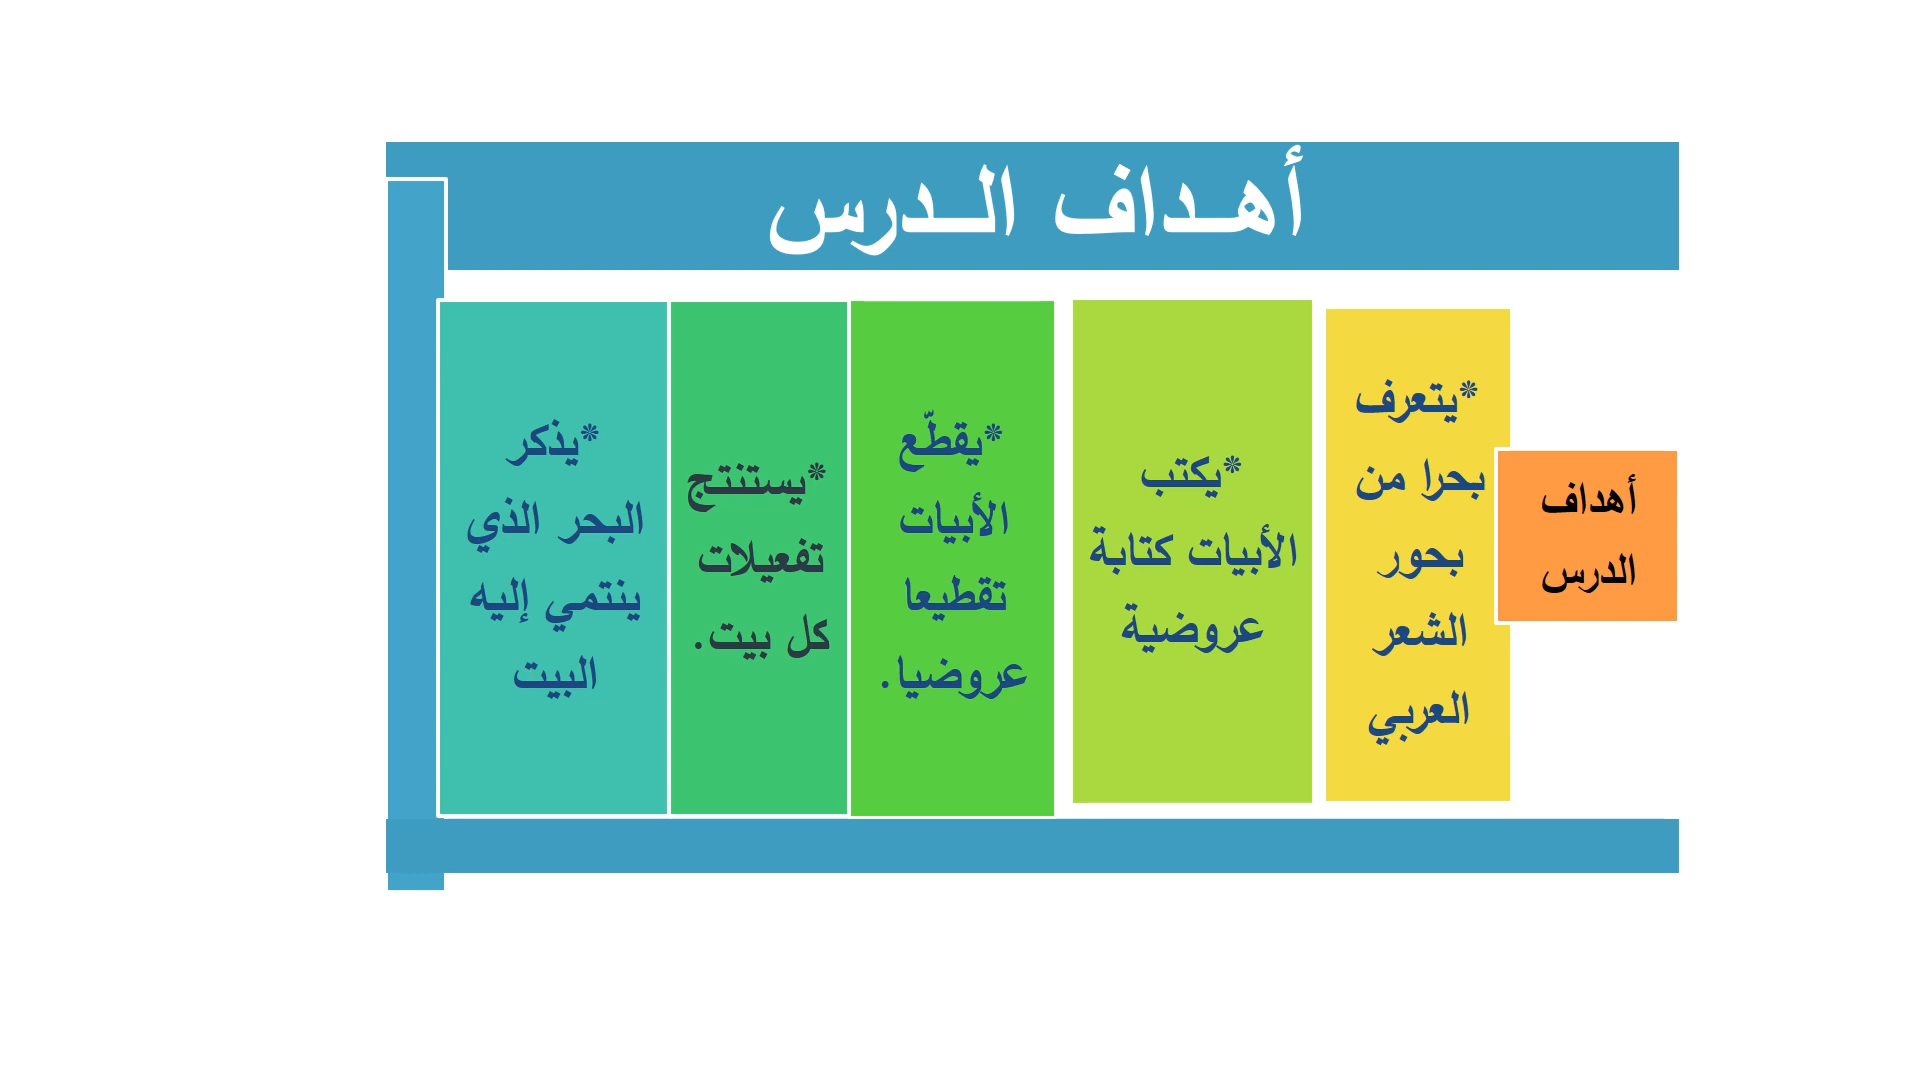 أهـداف الـدرس
أهداف
الدرس
*يتعرف
بحرا من
بحور
الشعر
العربي
*يكتب
الأبيات كتابة
عروضية
*يقطّع
الأبيات
تقطيعا
عروضيا.
*يستنتج
تفعيلات
كل بيت.
*يذكر
البحر الذي
ينتمي إليه
البيت